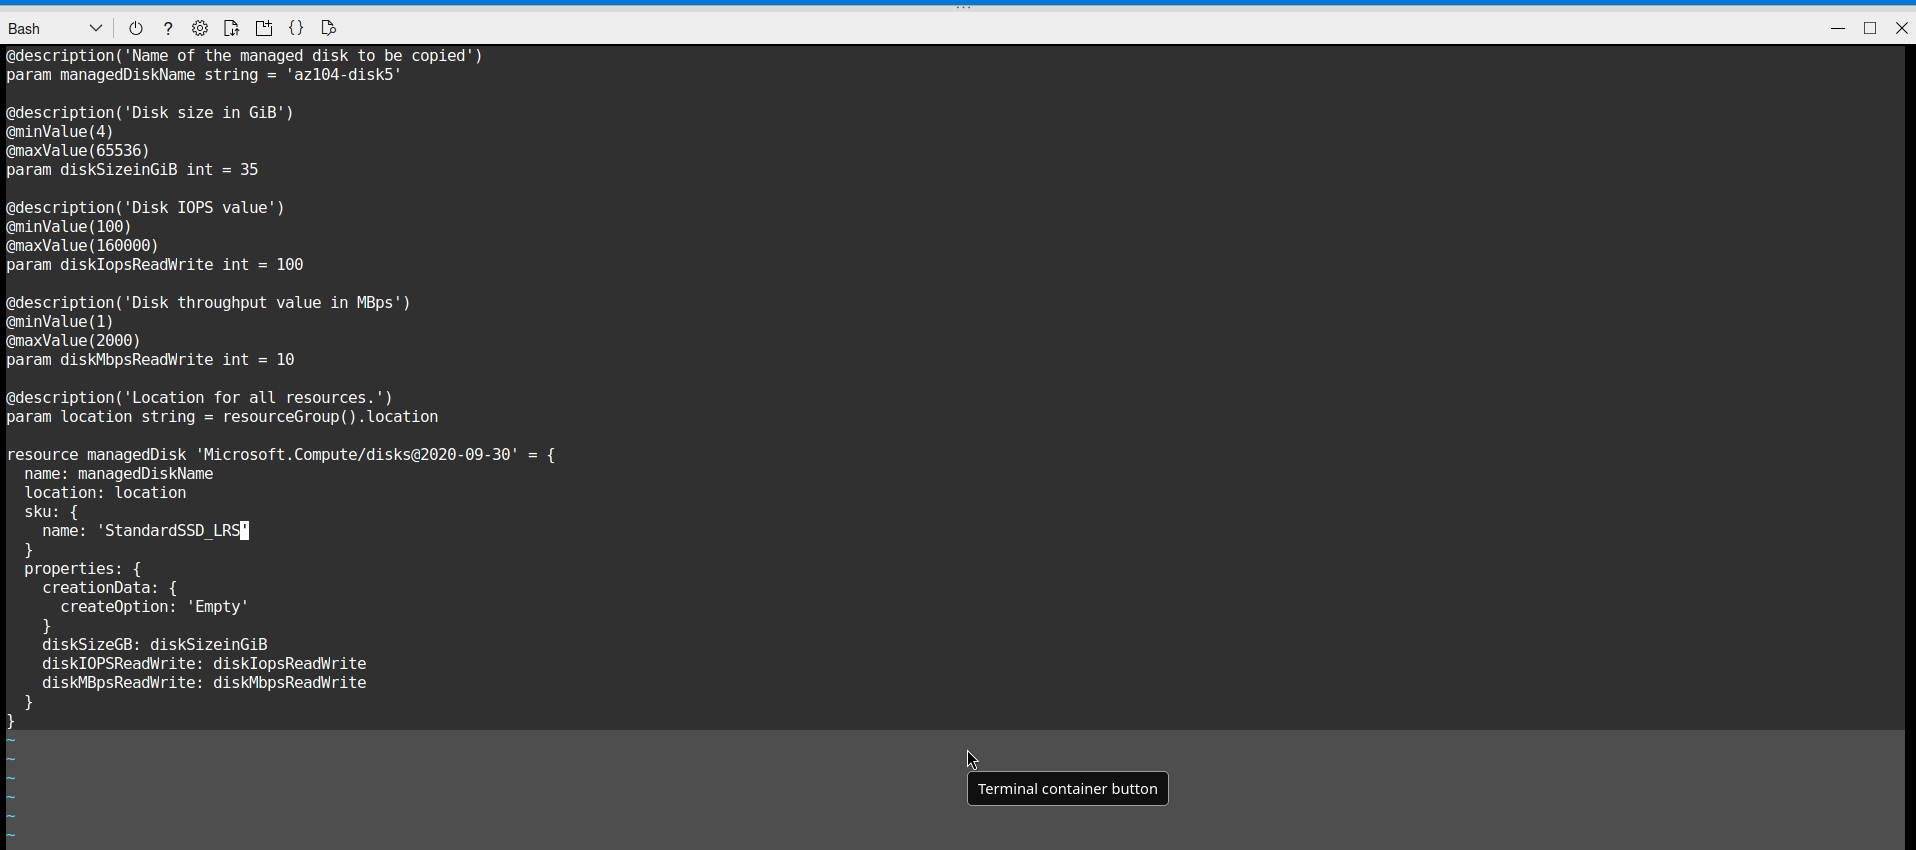 ...
Bash
?
{}
@description('Name of the managed disk to be copied')
param managedDiskName string = 'az104-disk5'
@description('Disk size in GiB')
@minValue(4)
@maxValue(65536)
param diskSizeinGiB int = 35
@description('Disk IOPS value')
@minValue(100)
@maxValue(160000)
param diskIopsReadWrite int = 100
@description('Disk throughput value in MBps')
@minValue(1)
@maxValue(2000)
param diskMbpsReadWrite int = 10
@description('Location for all resources.')
param location string = resourceGroup().location
resource managedDisk 'Microsoft.Compute/disks@2020-09-30' = {
  name: managedDiskName
  location: location
  sku: {
    name: 'StandardSSD_LRS'
  }
  properties: {
    creationData: {
      createOption: 'Empty'
    }
    diskSizeGB: diskSizeinGiB
    diskIOPSReadWrite: diskIopsReadWrite
    diskMBpsReadWrite: diskMbpsReadWrite
  }
}
~
~
~
~
~
~
Terminal container button